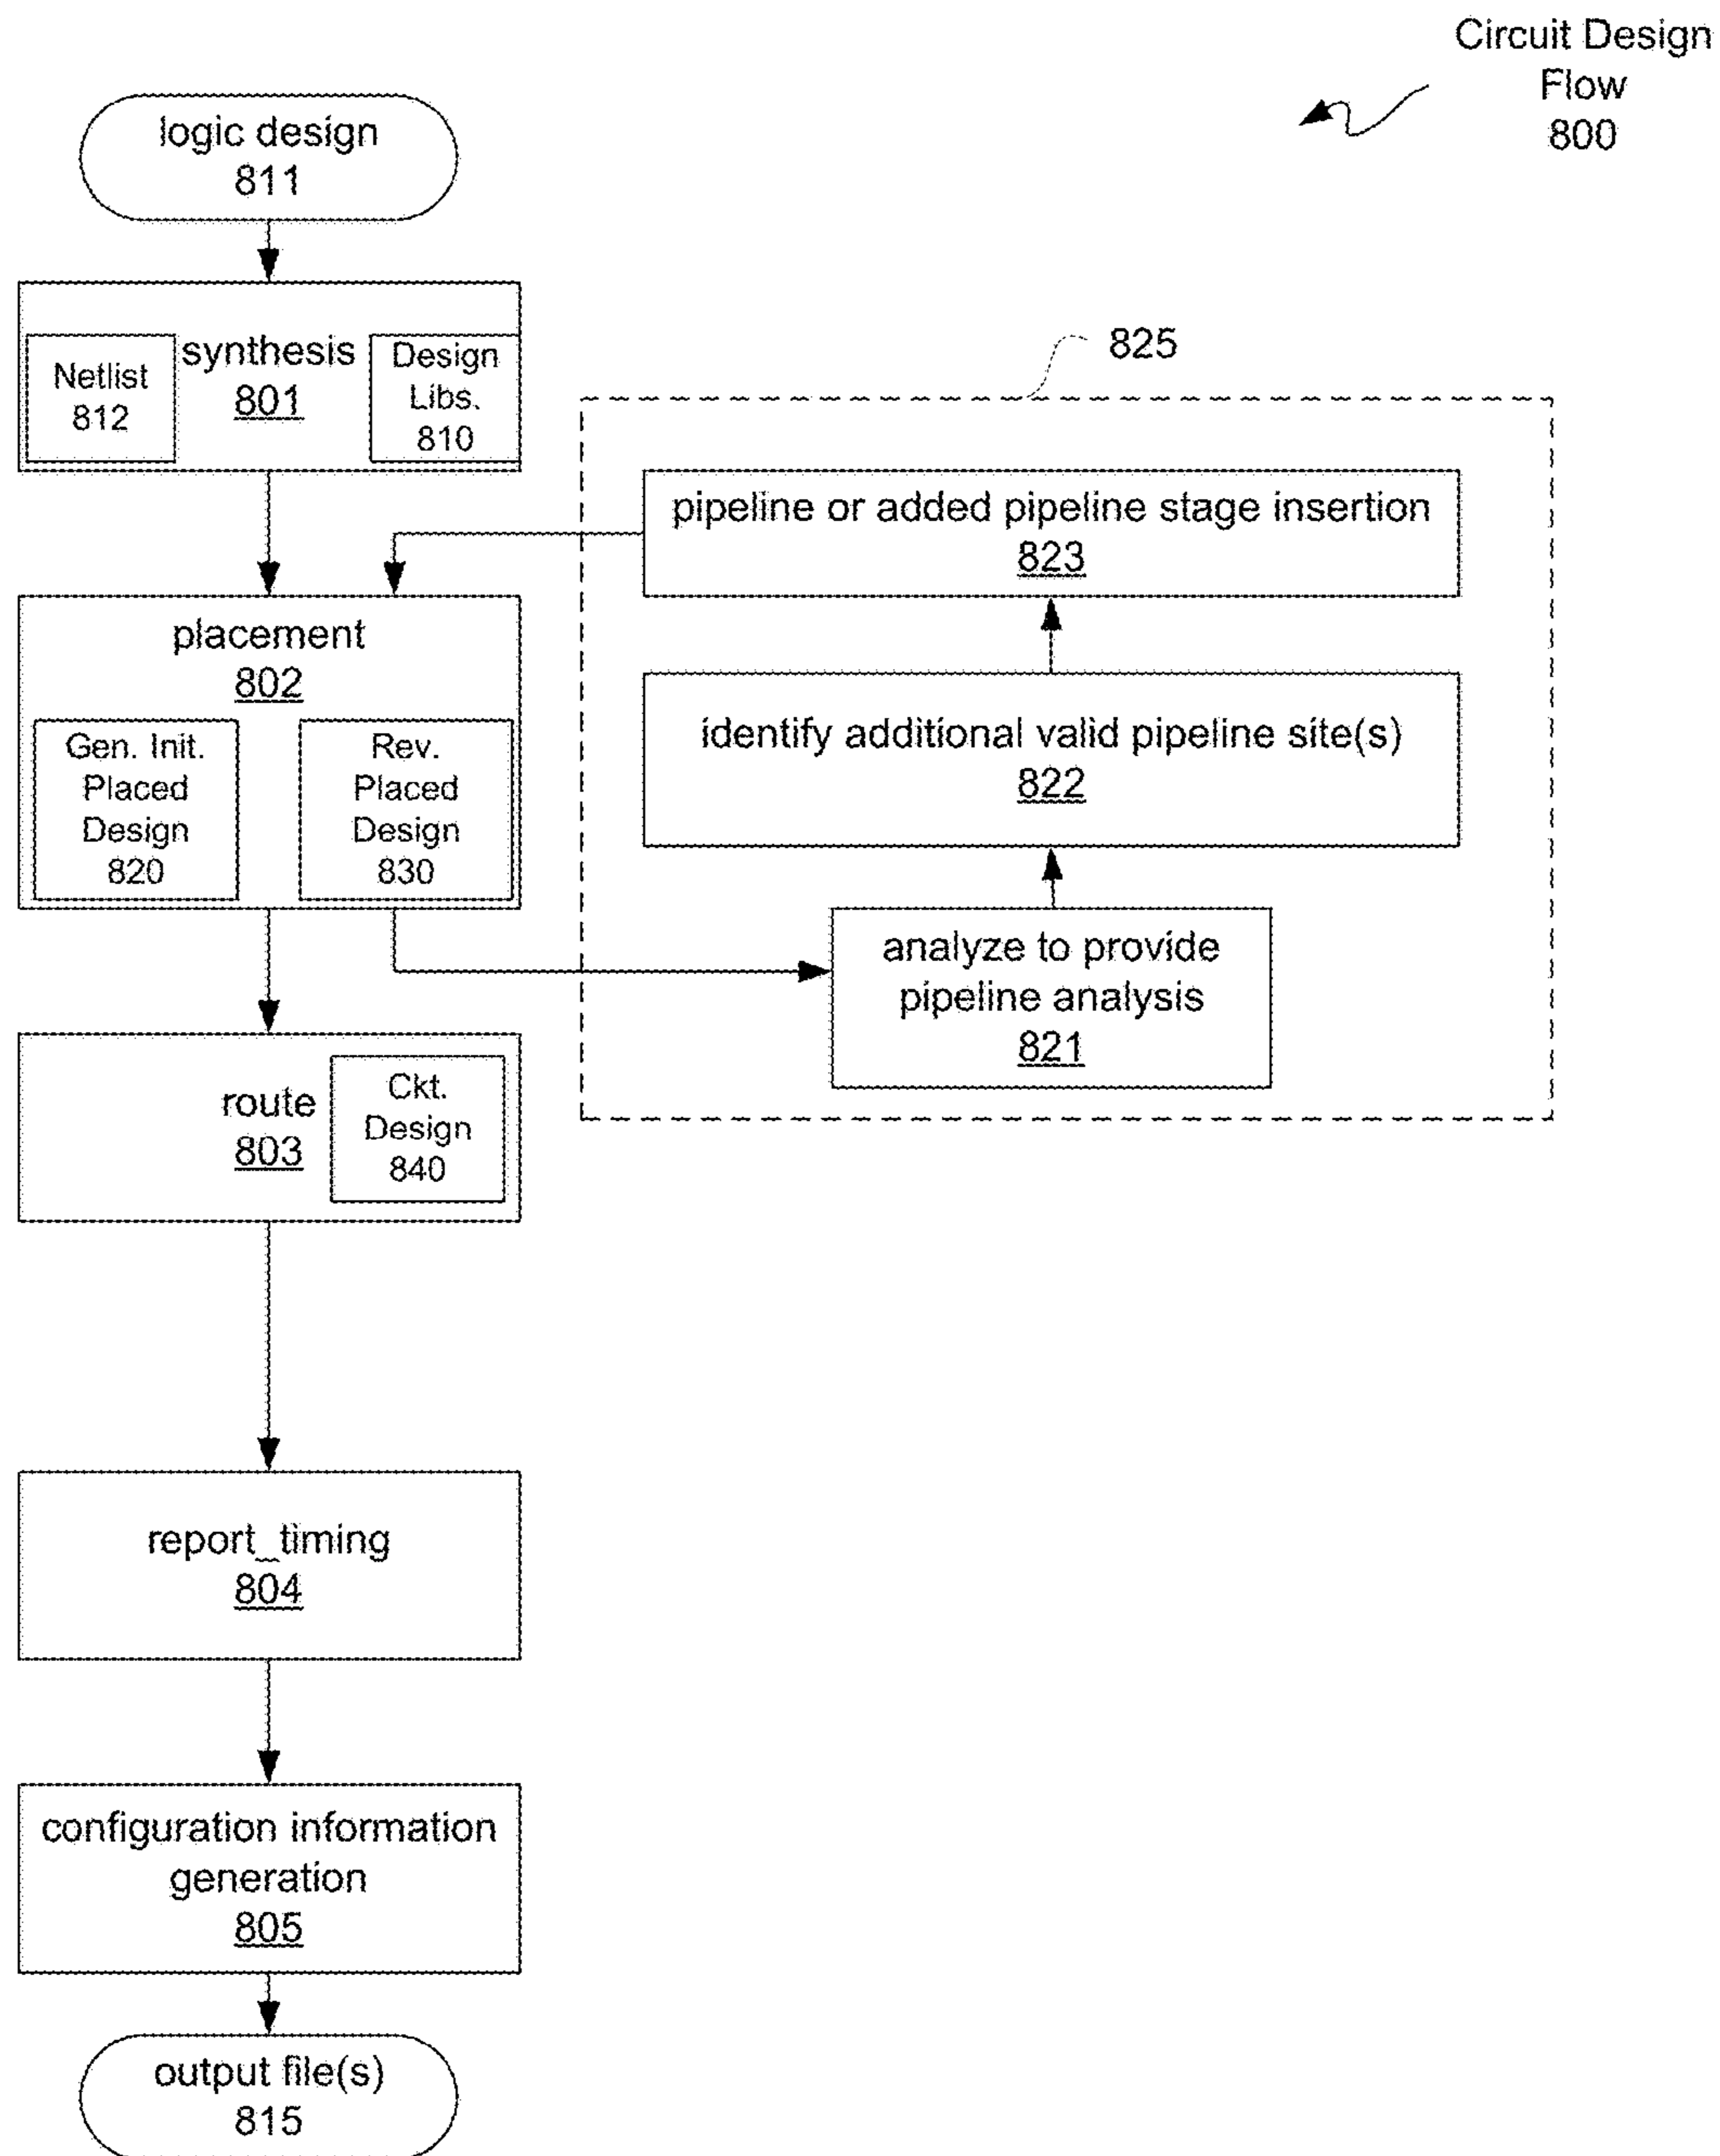 Circuit Design
Flow
800
logic design
811
synthesis
801
Netlist
812
Design
Libs.
810
825
pipeline or added pipeline stage insertion
823
placement
802
Gen. Init.
Placed
Design
820
Rev.
Placed
Design
830
identify additional valid pipeline site(s)
822
analyze to provide
pipeline analysis
821
route
803
Ckt.
Design
840
report_timing
804
configuration information
generation
805
output file(s)
815